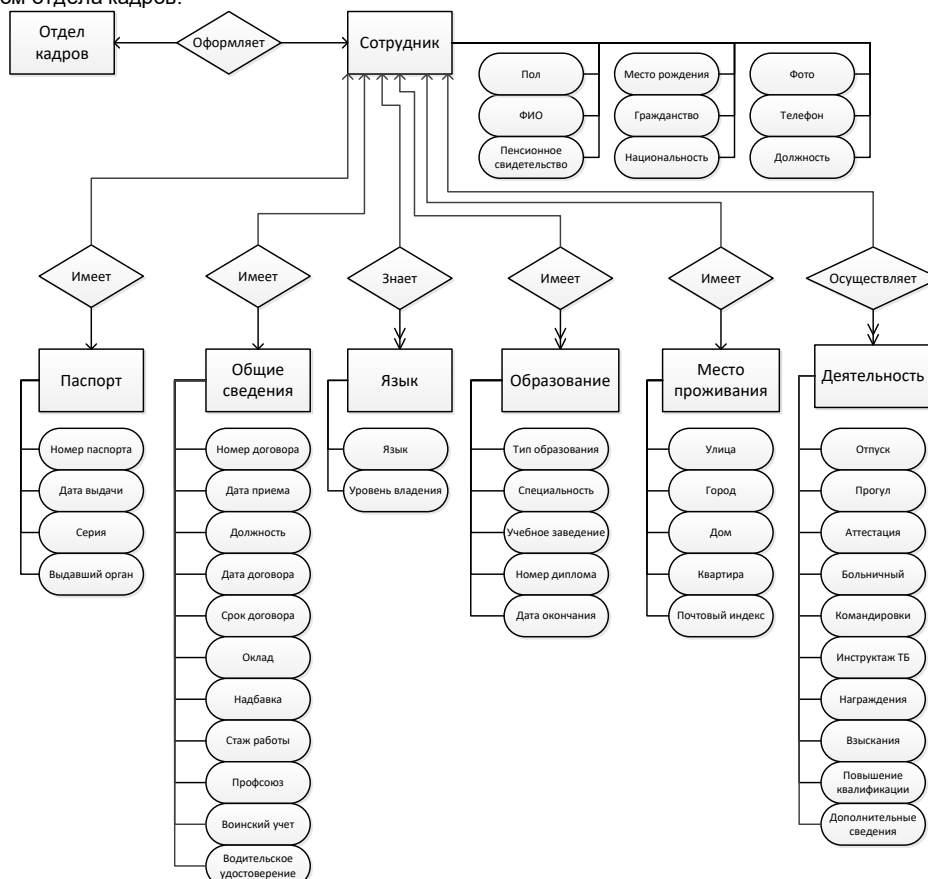 ом отдела кадров.
Отдел
кадров
Оформляет
Сотрудник
Пол
Место рождения
Фото
ФИО
Гражданство
Телефон
Пенсионное
свидетельство
Национальность
Должность
Имеет
Имеет
Знает
Имеет
Имеет
Осуществляет
Паспорт
Номер паспорта
Дата выдачи
Серия
Выдавший орган
Общие
сведения
Номер договора
Дата приема
Должность
Дата договора
Срок договора
Оклад
Надбавка
Стаж работы
Профсоюз
Воинский учет
Водительское
удостоверение
Язык
Язык
Уровень владения
Образование
Тип образования
Специальность
Учебное заведение
Номер диплома
Дата окончания
Место
проживания
Улица
Город
Дом
Квартира
Почтовый индекс
Деятельность
Отпуск
Прогул
Аттестация
Больничный
Командировки
Инструктаж ТБ
Награждения
Взыскания
Повышение
квалификации
Дополнительные
сведения